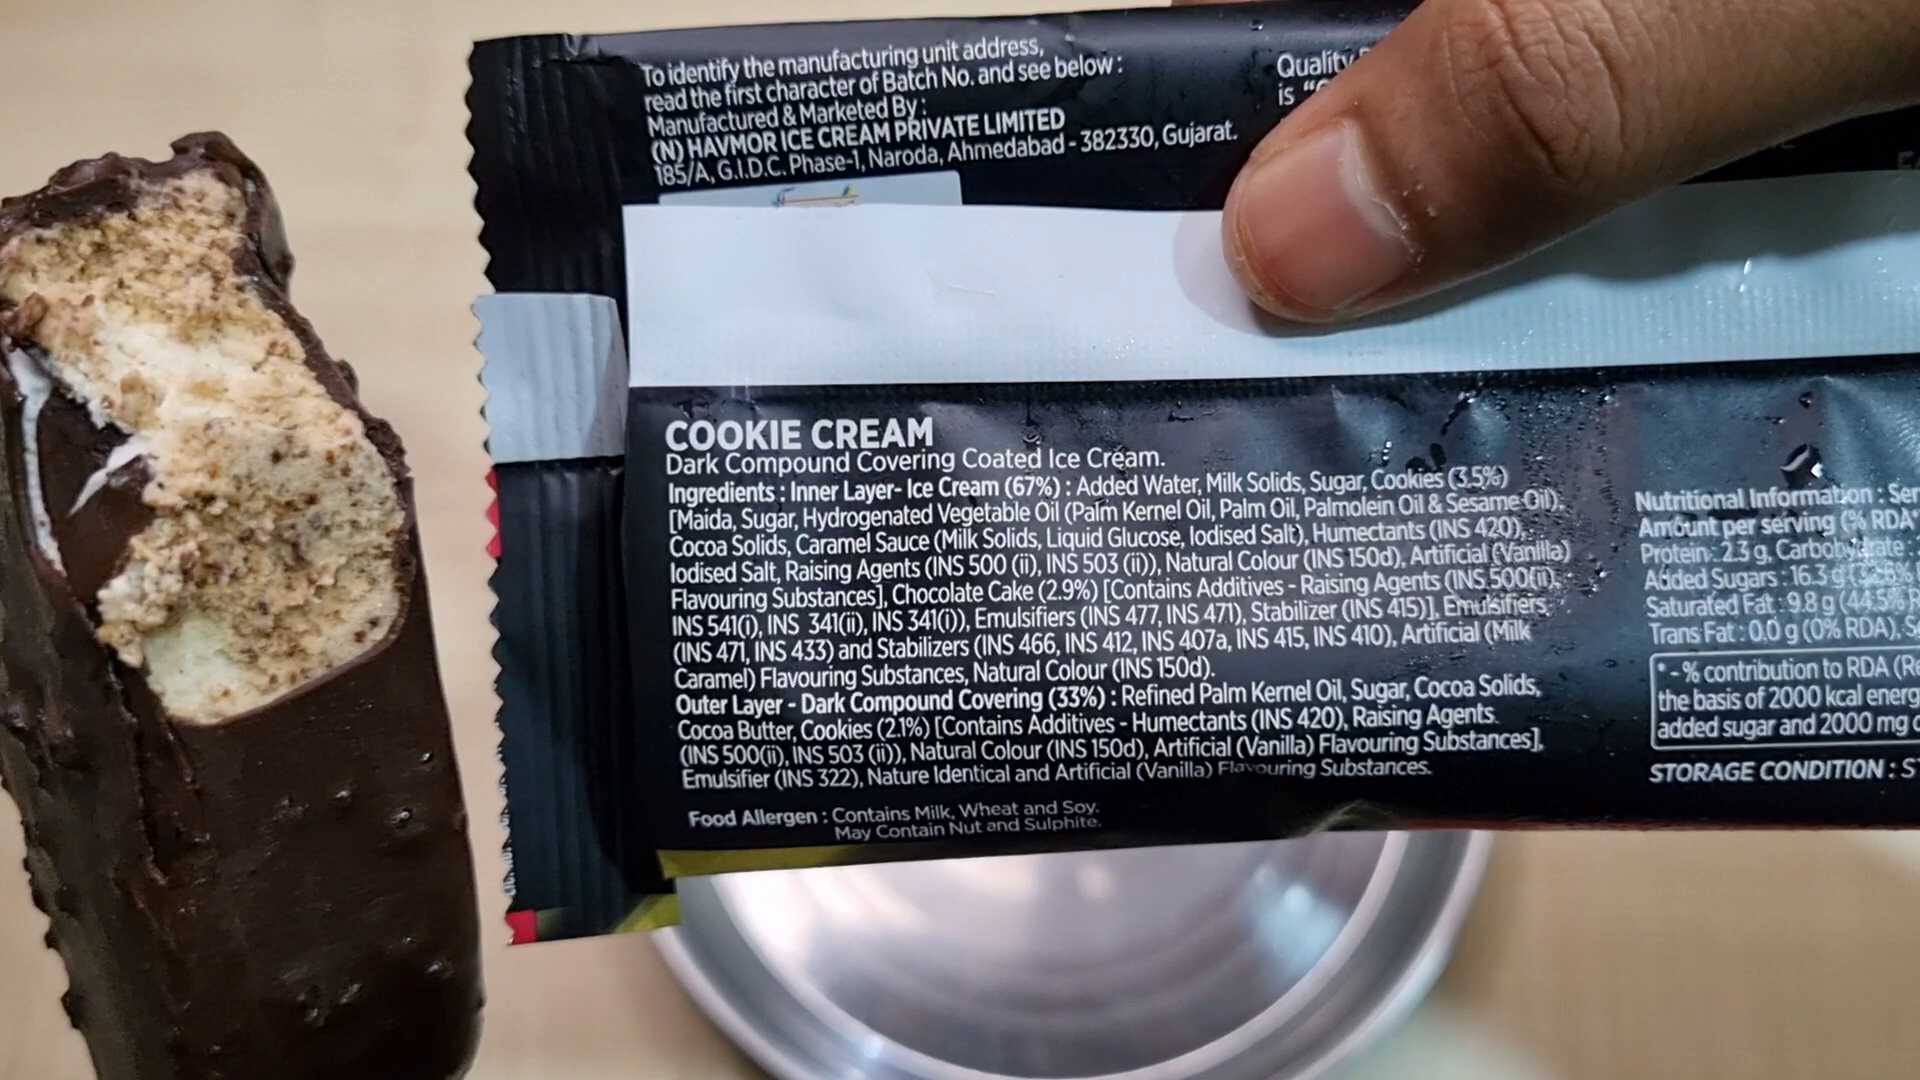 To identify the manufacturing unit address,
read the first character of Batch No. and see below :
Manufactured & Marketed By :
(N) HAVMOR ICE CREAM PRIVATE LIMITED
185/A, G.I.D.C. Phase-1, Naroda, Ahmedabad - 382330, Gujarat.
Quality
is "
COOKIE CREAM
Dark Compound Covering Coated Ice Cream.
Ingredients : Inner Layer- Ice Cream (67%) : Added Water, Milk Solids, Sugar, Cookies (3.5%)
[Maida, Sugar, Hydrogenated Vegetable Oil (Palm Kernel Oil, Palm Oil, Palmolein Oil & Sesame Oil),
Cocoa Solids, Caramel Sauce (Milk Solids, Liquid Glucose, Iodised Salt), Humectants (INS 420),
Iodised Salt, Raising Agents (INS 500 (ii), INS 503 (ii)), Natural Colour (INS 150d), Artificial (Vanilla)
Flavouring Substances], Chocolate Cake (2.9%) [Contains Additives - Raising Agents (INS 500(ii),
INS 541(i), INS 341(ii), INS 341(i)), Emulsifiers (INS 477, INS 471), Stabilizer (INS 415)], Emulsifiers
(INS 471, INS 433) and Stabilizers (INS 466, INS 412, INS 407a, INS 415, INS 410), Artificial (Milk
Caramel) Flavouring Substances, Natural Colour (INS 150d).
Outer Layer - Dark Compound Covering (33%) : Refined Palm Kernel Oil, Sugar, Cocoa Solids,
Cocoa Butter, Cookies (2.1%) [Contains Additives - Humectants (INS 420), Raising Agents
(INS 500(ii), INS 503 (ii)), Natural Colour (INS 150d), Artificial (Vanilla) Flavouring Substances],
Emulsifier (INS 322), Nature Identical and Artificial (Vanilla) Flavouring Substances.
Food Allergen : Contains Milk, Wheat and Soy.
May Contain Nut and Sulphite.
Nutritional Information : Ser
Amount per serving (% RDA*
Protein: 2.3 g, Carbohydrate :
Added Sugars : 16.3 g
Saturated Fat : 9.8 g (44.5% R
Trans Fat : 0.0 g (0% RDA), S
* - % contribution to RDA (Re
the basis of 2000 kcal energ
added sugar and 2000 mg
STORAGE CONDITION : ST